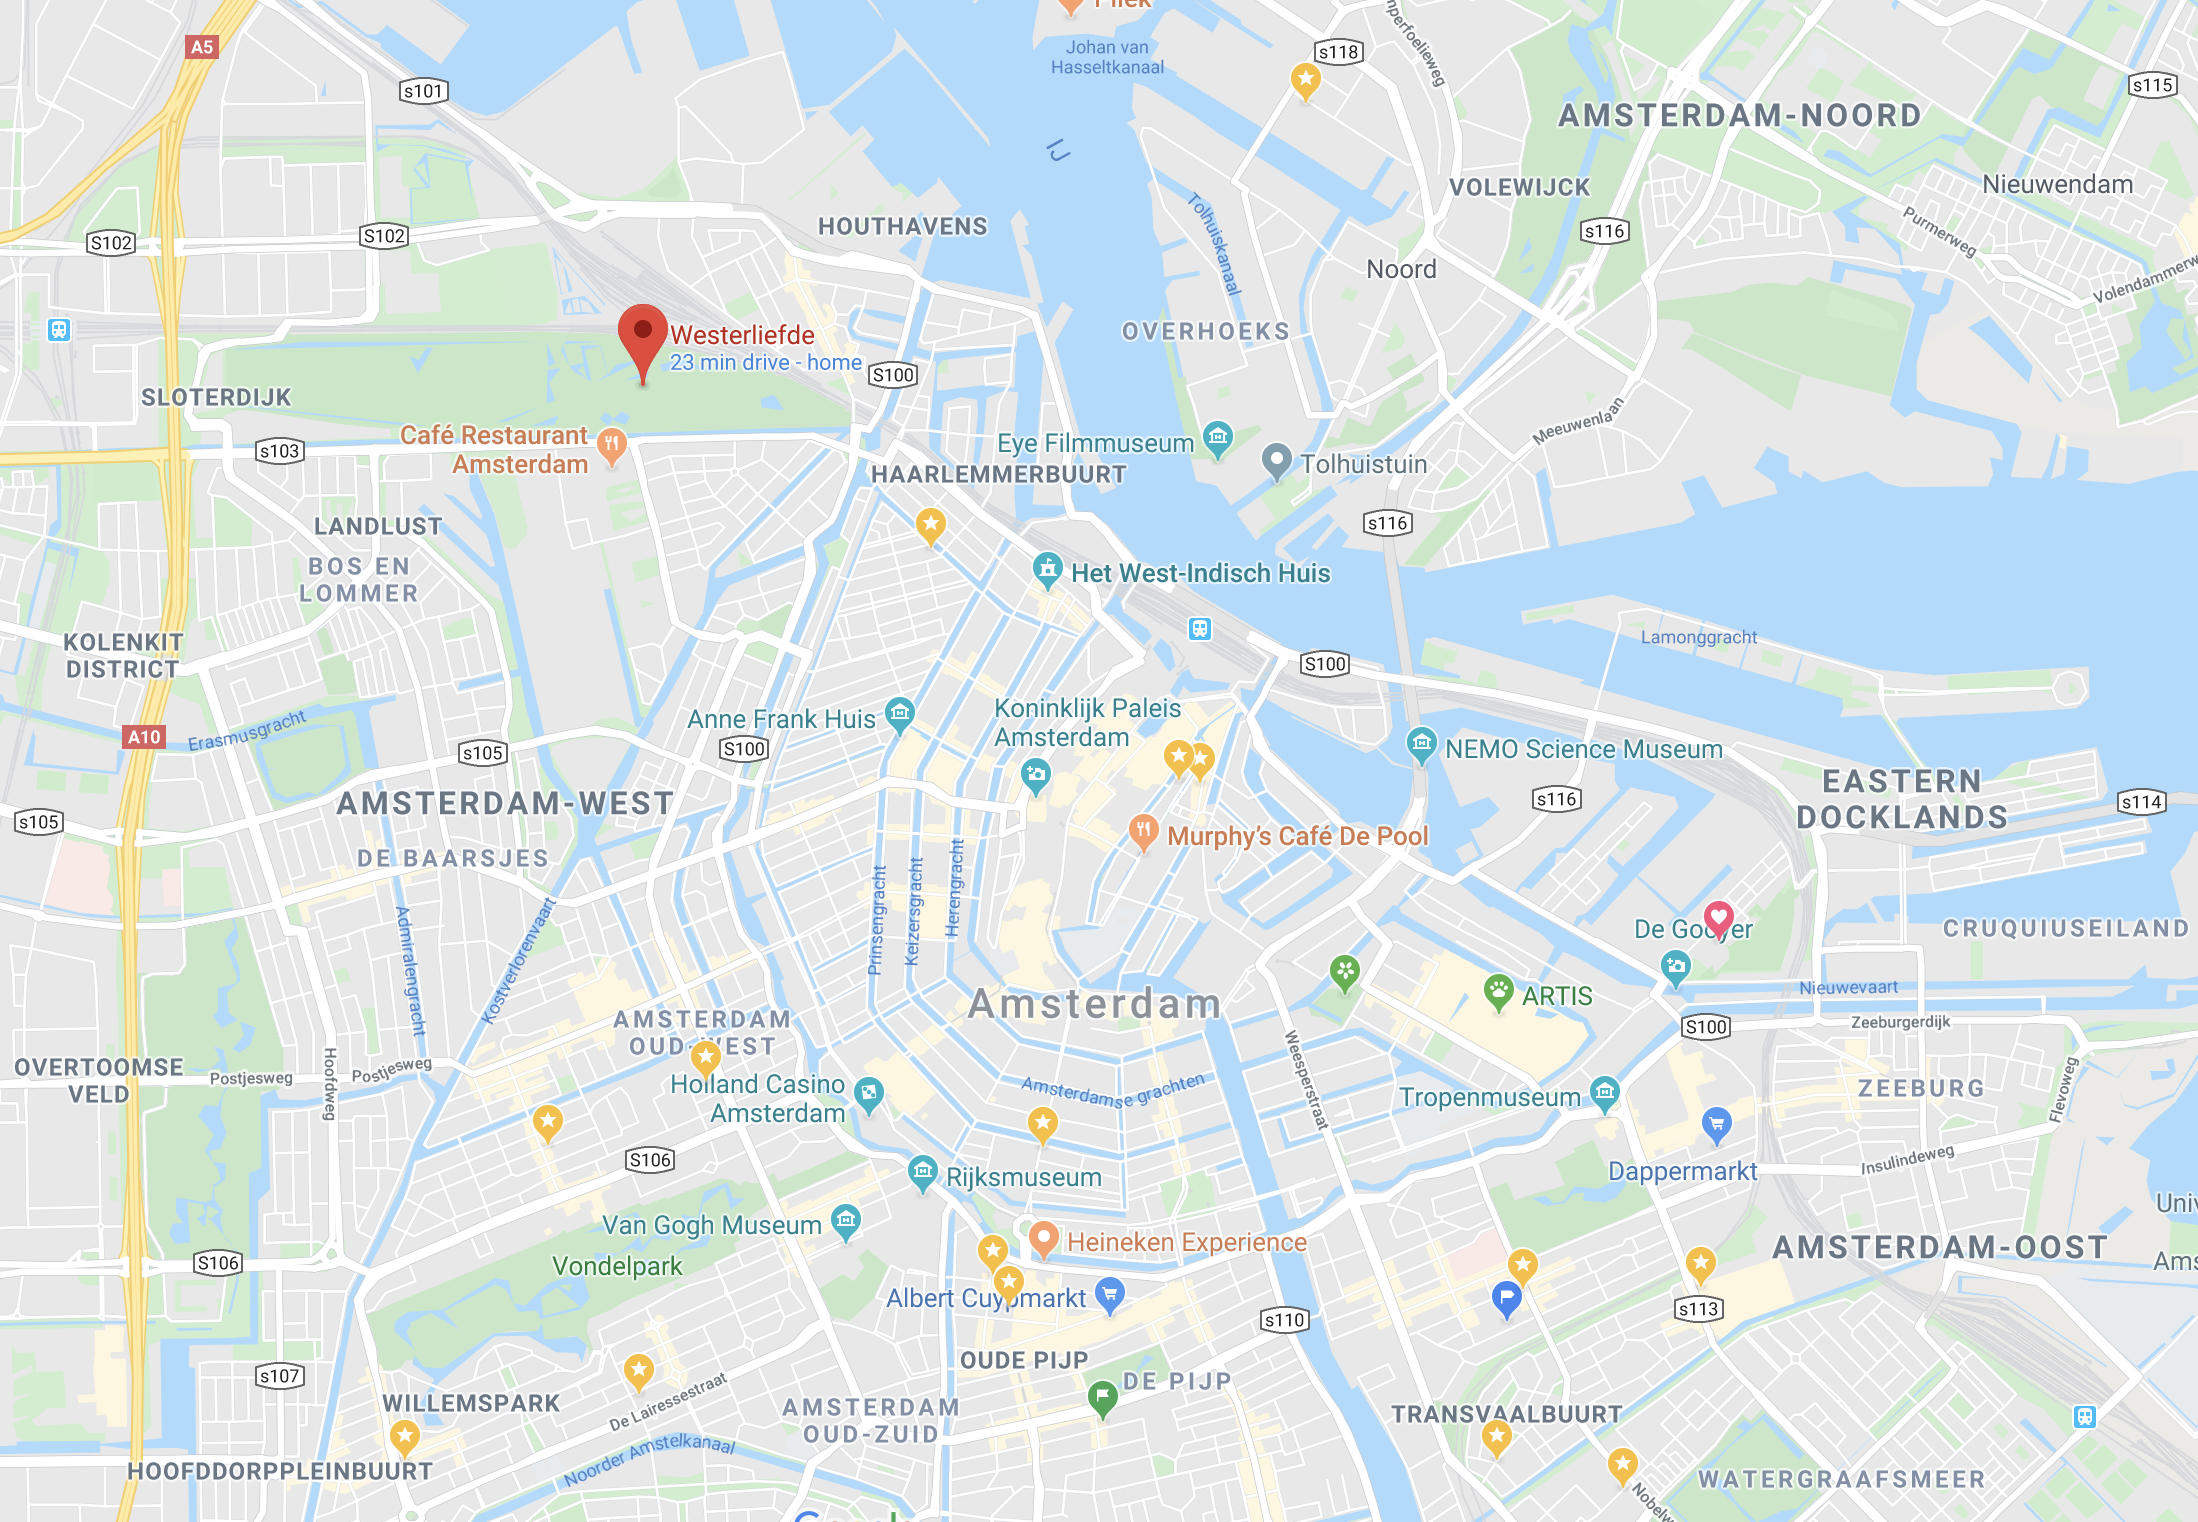 Johan van
Hasseltkanaal
s118
A5
s101
s115
AMSTERDAM-NOORD
IJ
VOLEWIJCK
Nieuwendam
Tolhuiskanaal
HOUTHAVENS
S102
S102
s116
Purmerweg
Noord
OVERHOEKS
Westerliefde
23 min drive - home
S100
SLOTERDIJK
Meeuwenlaan
Café Restaurant
Amsterdam
s103
Eye Filmmuseum
Tolhuistuin
HAARLEMMERBUURT
LANDLUST
s116
BOS EN
LOMMER
Het West-Indisch Huis
KOLENKIT
DISTRICT
Lamonggracht
S100
Erasmusgracht
A10
Anne Frank Huis
Koninklijk Paleis
Amsterdam
S100
s105
NEMO Science Museum
s105
AMSTERDAM-WEST
s116
EASTERN
DOCKLANDS
s114
Murphy's Café De Pool
DE BAARSJES
Prinsengracht
Keizersgracht
Herengracht
Admiralengracht
Kostverlorenvaart
De Gooyer
CRUQUIUSEILAND
Amsterdam
ARTIS
Nieuwevaart
S100
Zeeburgerdijk
AMSTERDAM
OUD-WEST
OVERTOOMSE
VELD
Postjesweg
Postjesweg
Hoofdweg
Weesperstraat
Amsterdamse grachten
Holland Casino
Amsterdam
Tropenmuseum
ZEEBURG
Flevoweg
S106
Dappermarkt
Insulindeweg
Rijksmuseum
Van Gogh Museum
Vondelpark
Heineken Experience
S106
AMSTERDAM-OOST
Albert Cuypmarkt
s110
s113
OUDE PIJP
DE PIJP
s107
WILLEMSPARK
De Lairessestraat
AMSTERDAM
OUD-ZUID
TRANSVAALBUURT
Noorder Amstelkanaal
HOOFDDORPPLEINBUURT
WATERGRAAFSMEER